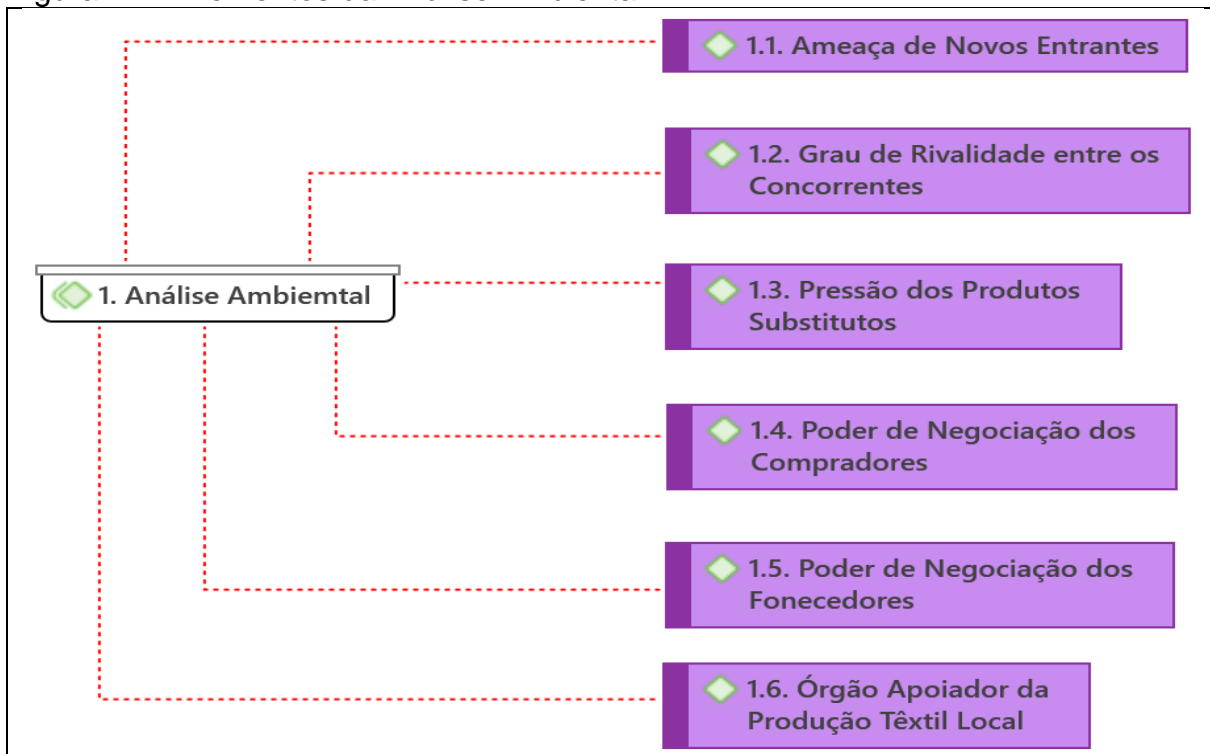 1.1. Ameaça de Novos Entrantes
1.2. Grau de Rivalidade entre os
Concorrentes
1. Análise Ambiemtal
1.3. Pressão dos Produtos
Substitutos
1.4. Poder de Negociação dos
Compradores
1.5. Poder de Negociação dos
Fonecedores
1.6. Órgão Apoiador da
Produção Têxtil Local